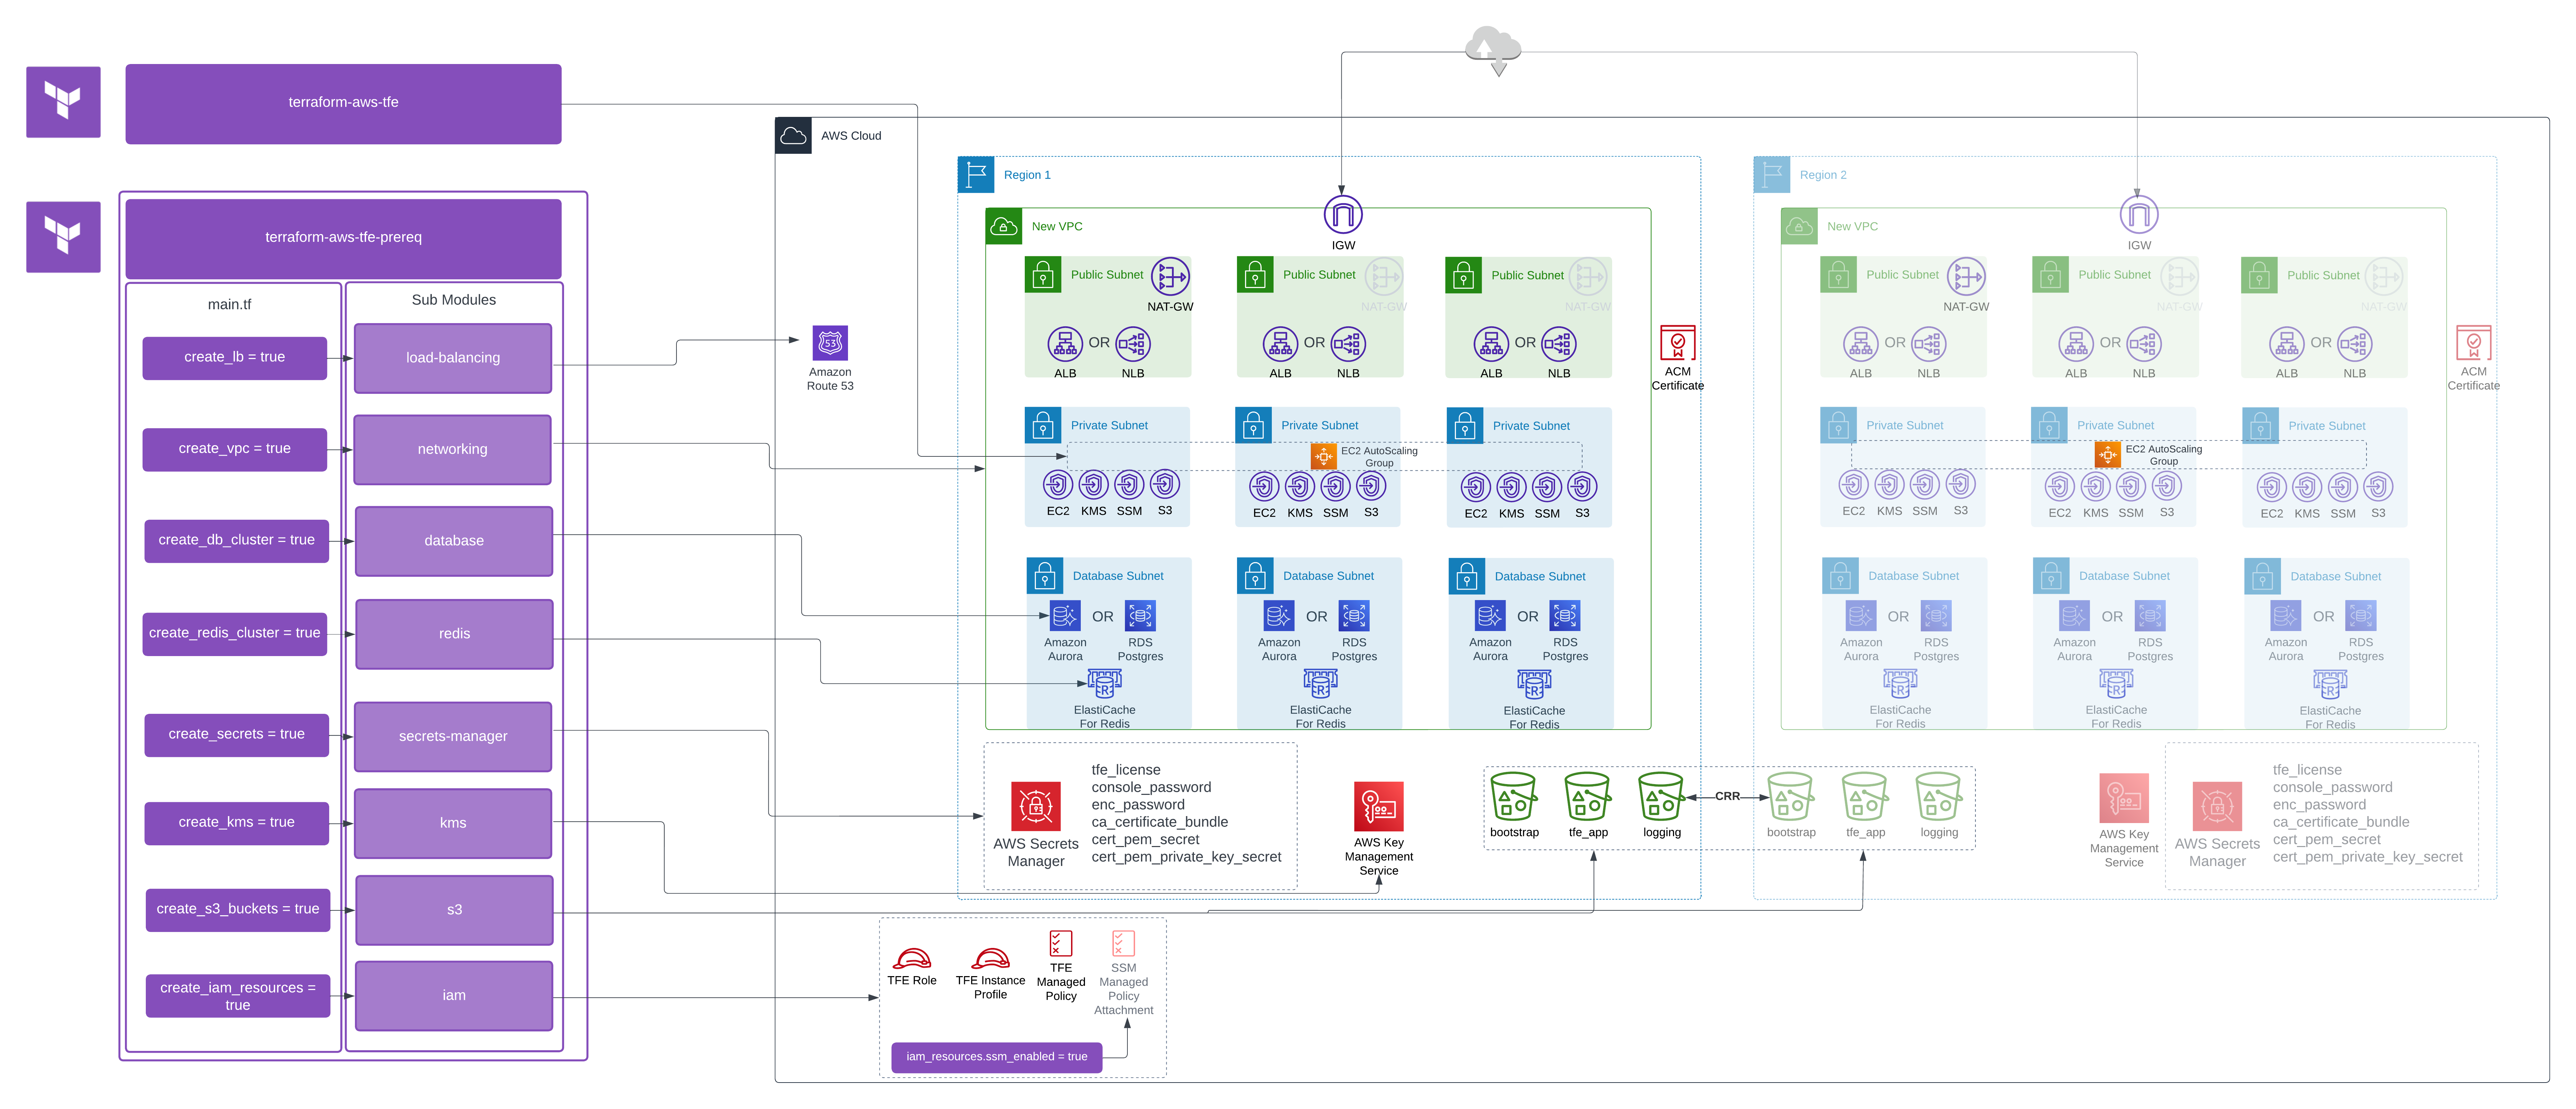 terraform-aws-tfe
terraform-aws-tfe-prereq
main.tf
Sub Modules
create_lb = true
load-balancing
create_vpc = true
networking
create_db_cluster = true
database
create_redis_cluster = true
redis
create_secrets = true
secrets-manager
create_kms = true
kms
create_s3_buckets = true
s3
create_iam_resources =
true
iam
AWS Cloud
53
Amazon
Route 53
Region 1
New VPC
IGW
Public Subnet
NAT-GW
ALB
OR
NLB
Public Subnet
NAT-GW
ALB
OR
NLB
Public Subnet
NAT-GW
ALB
OR
NLB
ACM
Certificate
Private Subnet
EC2
KMS
SSM
S3
Private Subnet
EC2 AutoScaling
Group
EC2
KMS
SSM
S3
Private Subnet
EC2
KMS
SSM
S3
Database Subnet
Amazon
Aurora
OR
RDS
Postgres
R
ElastiCache
For Redis
Database Subnet
Amazon
Aurora
OR
RDS
Postgres
R
ElastiCache
For Redis
Database Subnet
Amazon
Aurora
OR
RDS
Postgres
R
ElastiCache
For Redis
AWS Secrets
Manager
tfe_license
console_password
enc_password
ca_certificate_bundle
cert_pem_secret
cert_pem_private_key_secret
AWS Key
Management
Service
bootstrap
tfe_app
logging
CRR
bootstrap
tfe_app
logging
Region 2
New VPC
IGW
Public Subnet
NAT-GW
ALB
OR
NLB
Public Subnet
NAT-GW
ALB
OR
NLB
Public Subnet
NAT-GW
ALB
OR
NLB
ACM
Certificate
Private Subnet
EC2
KMS
SSM
S3
Private Subnet
EC2 AutoScaling
Group
EC2
KMS
SSM
S3
Private Subnet
EC2
KMS
SSM
S3
Database Subnet
Amazon
Aurora
OR
RDS
Postgres
R
ElastiCache
For Redis
Database Subnet
Amazon
Aurora
OR
RDS
Postgres
R
ElastiCache
For Redis
Database Subnet
Amazon
Aurora
OR
RDS
Postgres
R
ElastiCache
For Redis
AWS Key
Management
Service
AWS Secrets
Manager
tfe_license
console_password
enc_password
ca_certificate_bundle
cert_pem_secret
cert_pem_private_key_secret
TFE Role
TFE Instance
Profile
TFE
Managed
Policy
SSM
Managed
Policy
Attachment
iam_resources.ssm_enabled = true